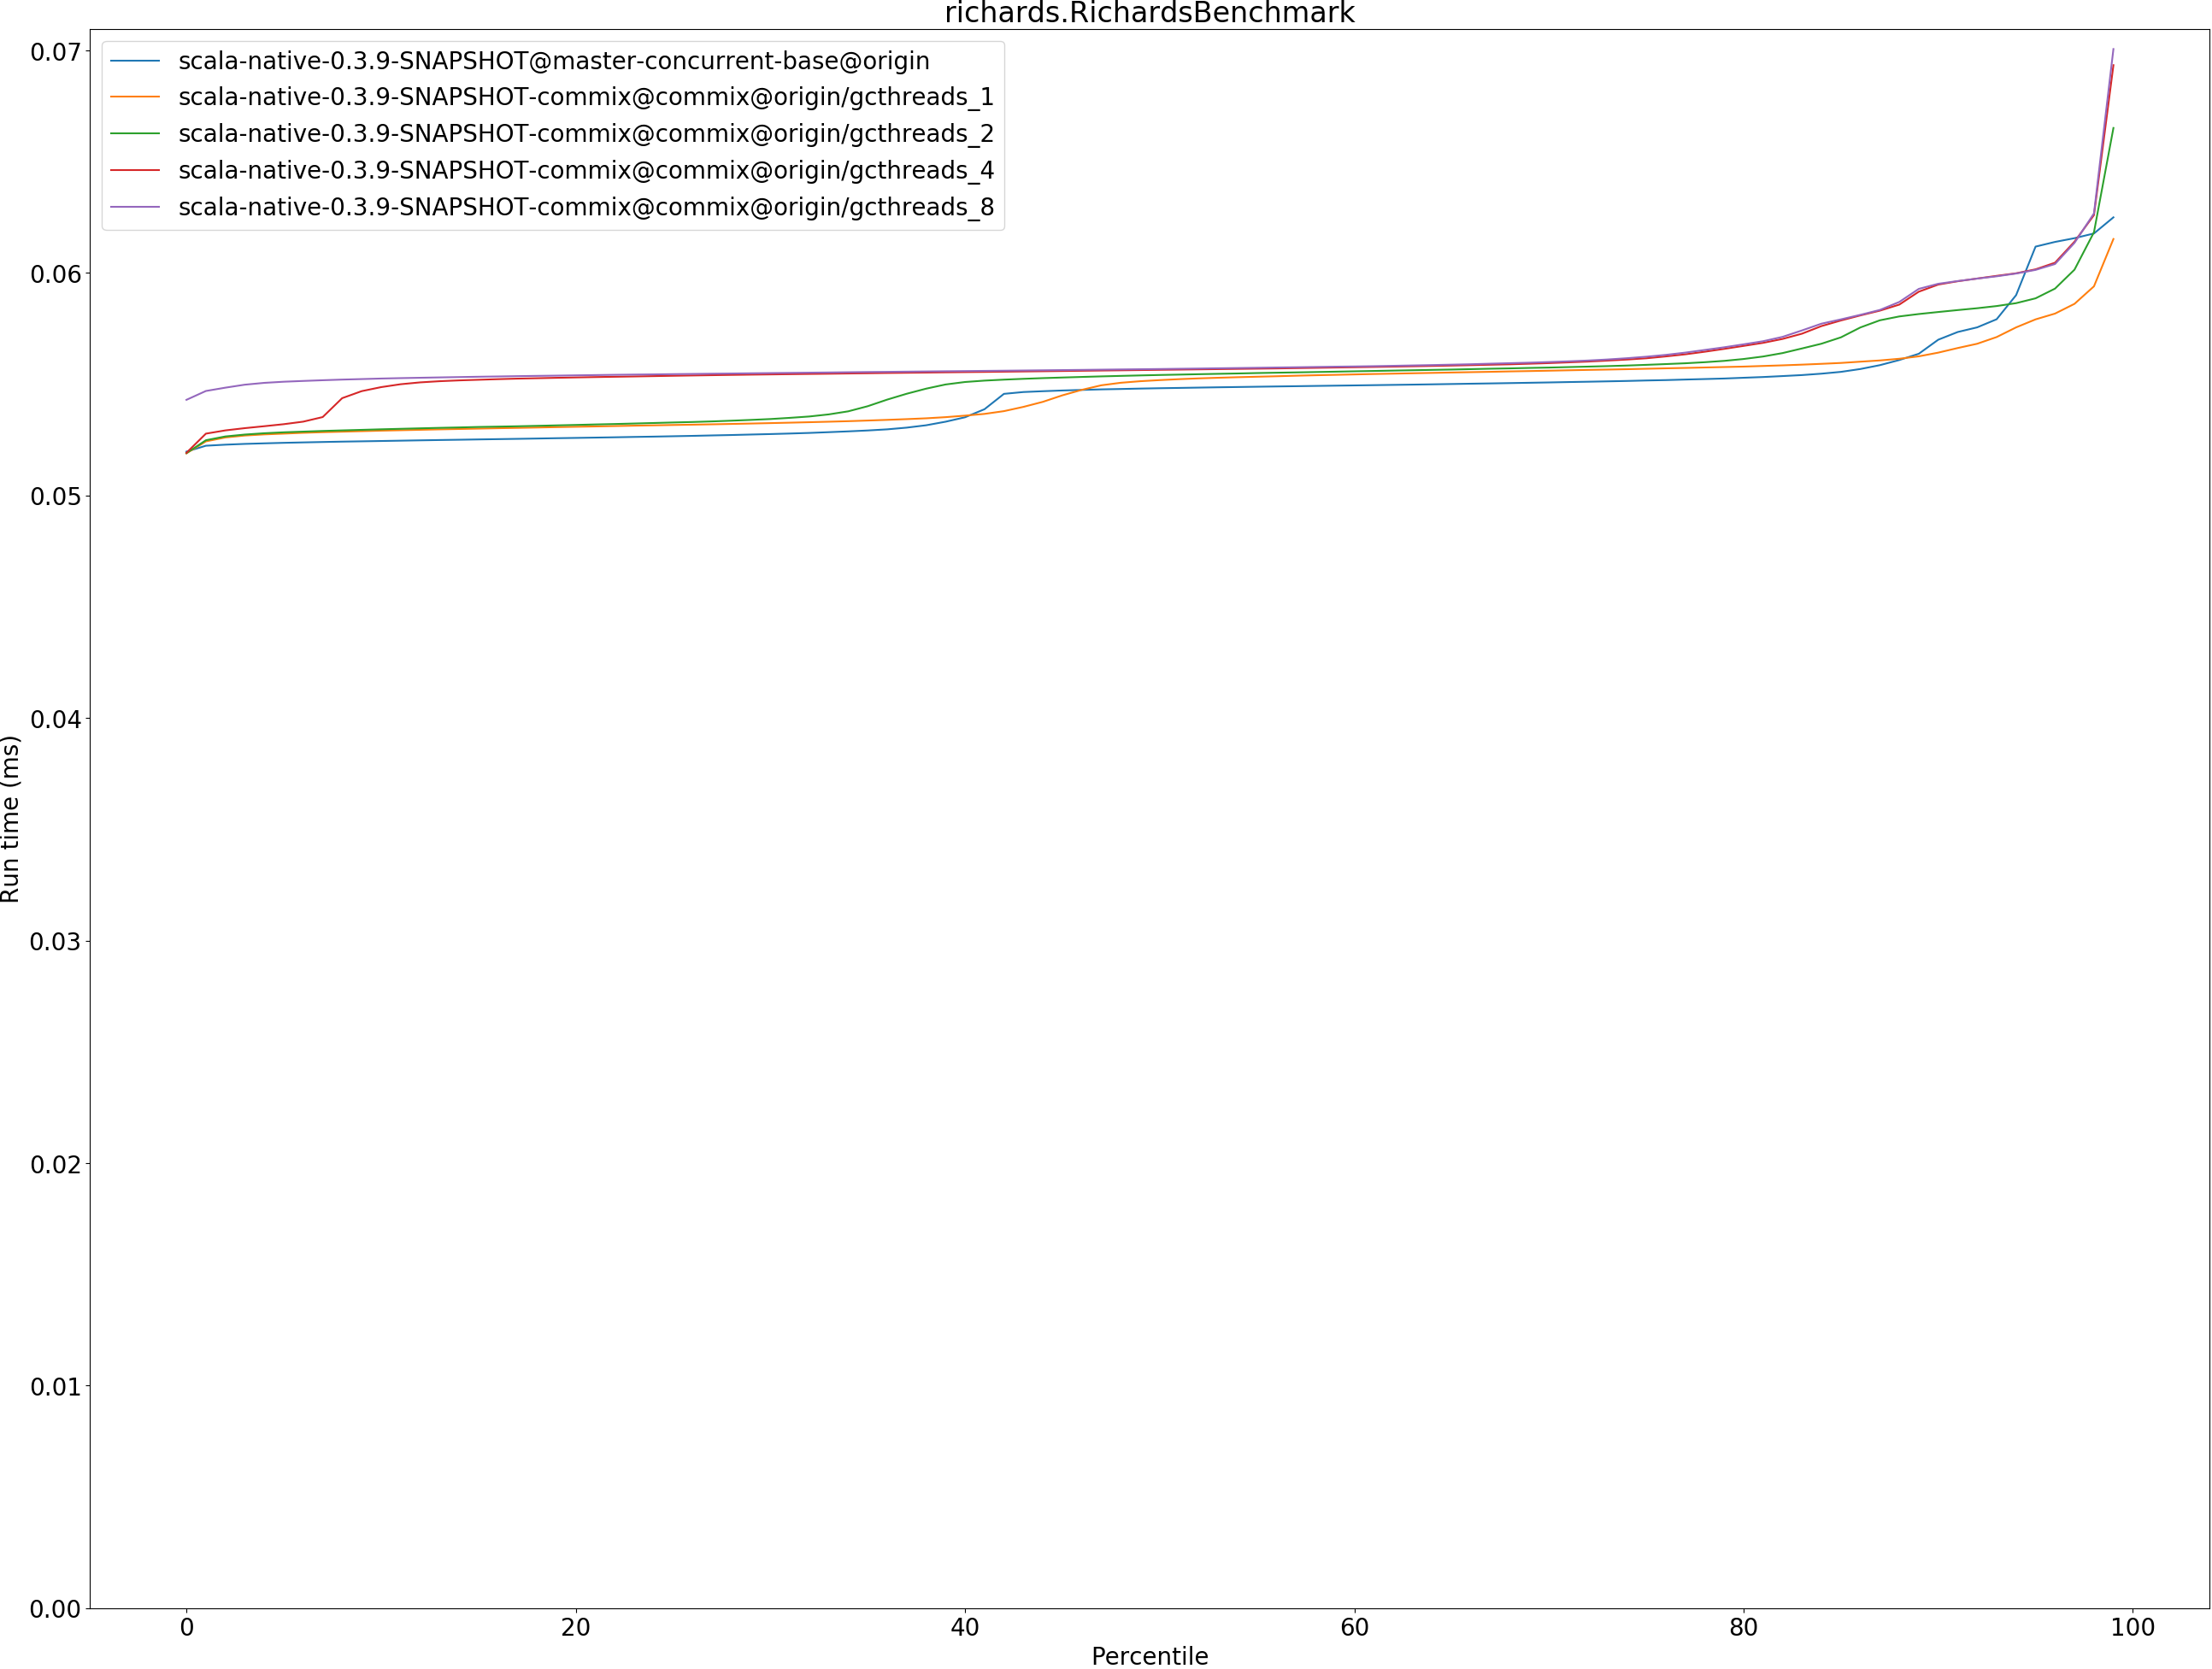 richards.RichardsBenchmark
scala-native-0.3.9-SNAPSHOT@master-concurrent-base@origin
scala-native-0.3.9-SNAPSHOT-commix@commix@origin/gcthreads_1
scala-native-0.3.9-SNAPSHOT-commix@commix@origin/gcthreads_2
scala-native-0.3.9-SNAPSHOT-commix@commix@origin/gcthreads_4
scala-native-0.3.9-SNAPSHOT-commix@commix@origin/gcthreads_8
0.07
0.06
0.05
0.04
0.03
0.02
0.01
0.00
Run time (ms)
0 20 40 60 80 100
Percentile